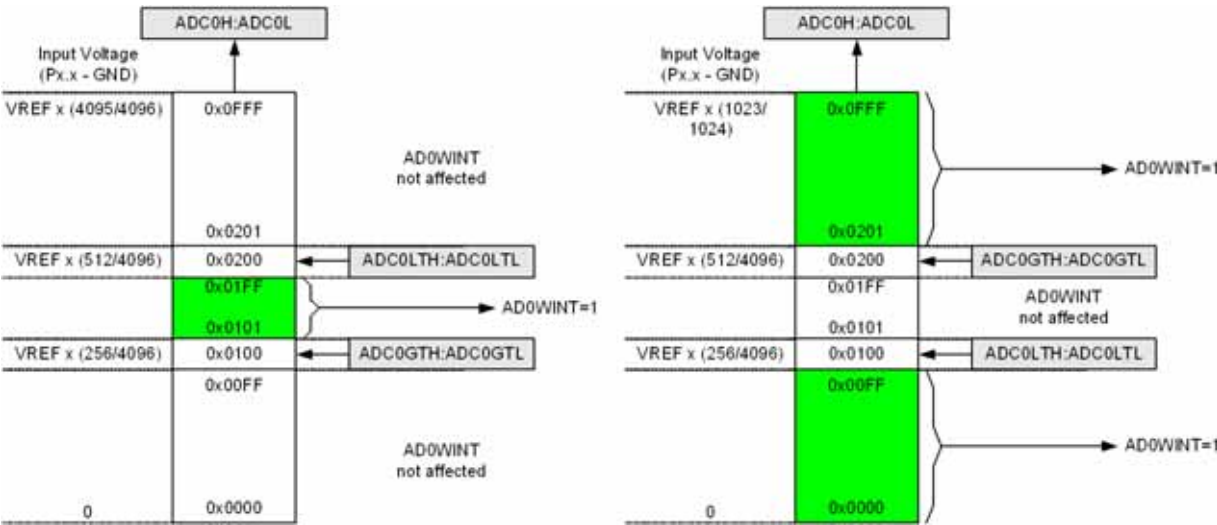 ADC0H:ADC0L
Input Voltage
(Px.x - GND)
VREF x (4095/4096)
0x0FFF
AD0WINT
not affected
0x0201
VREF x (512/4096)
0x0200
ADC0LTH:ADC0LTL
0x01FF
AD0WINT=1
0x0101
VREF x (256/4096)
0x0100
ADC0GTH:ADC0GTL
0x00FF
AD0WINT
not affected
0
0x0000
ADC0H:ADC0L
Input Voltage
(Px.x - GND)
VREF x (1023/
1024)
0x0FFF
AD0WINT=1
0x0201
VREF x (512/4096)
0x0200
ADC0GTH:ADC0GTL
0x01FF
AD0WINT
not affected
0x0101
VREF x (256/4096)
0x0100
ADC0LTH:ADC0LTL
0x00FF
AD0WINT=1
0
0x0000